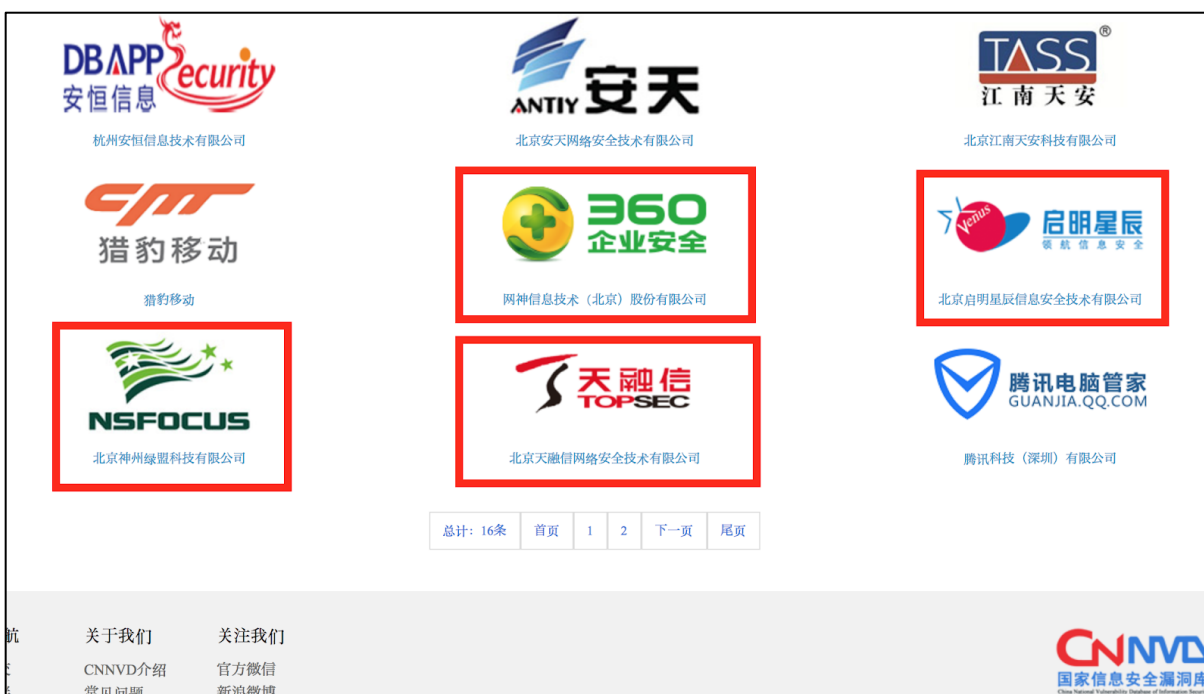 DBAPPSecurity
安恒信息
杭州安恒信息技术有限公司
ANTIY 安天
北京安天网络安全技术有限公司
TASS®
江南天安
北京江南天安科技有限公司
猎豹移动
猎豹移动
360
企业安全
网神信息技术（北京）股份有限公司
Venus
启明星辰
领航信息安全
北京启明星辰信息安全技术有限公司
NSFOCUS
北京神州绿盟科技有限公司
天融信
TOPSEC
北京天融信网络安全技术有限公司
腾讯电脑管家
GUANJIA.QQ.COM
腾讯科技（深圳）有限公司
总计：16条 首页 1 2 下一页 尾页
航 关于我们 关注我们
CNNVD介绍 官方微信
常见问题 新浪微博
CNNVD
国家信息安全漏洞库